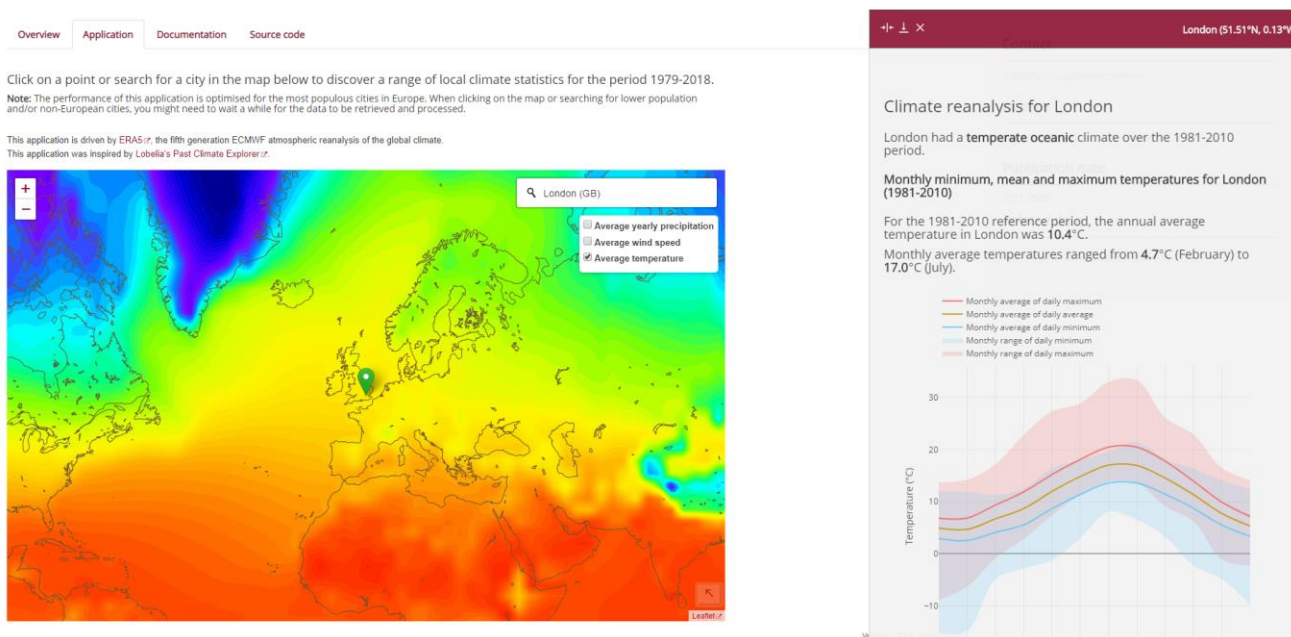 Overview Application Documentation Source code
Click on a point or search for a city in the map below to discover a range of local climate statistics for the period 1979-2018.
Note: The performance of this application is optimised for the most populous cities in Europe. When clicking on the map or searching for lower population
and/or non-European cities, you might need to wait a while for the data to be retrieved and processed.
This application is driven by ERA5, the fifth generation ECMWF atmospheric reanalysis of the global climate.
This application was inspired by Lobelia's Past Climate Explorer.
+
−
London (GB)
Average yearly precipitation
Average wind speed
Average temperature
Leaflet
London (51.51°N, 0.13°W
Contact
Climate reanalysis for London
London had a temperate oceanic climate over the 1981-2010
period.
Publication date
Monthly minimum, mean and maximum temperatures for London
(1981-2010)
For the 1981-2010 reference period, the annual average
temperature in London was 10.4°C.
Monthly average temperatures ranged from 4.7°C (February) to
17.0°C (July).
Monthly average of daily maximum
Monthly average of daily average
Monthly average of daily minimum
Monthly range of daily minimum
Monthly range of daily maximum
30
20
10
0
−10
Temperature (°C)